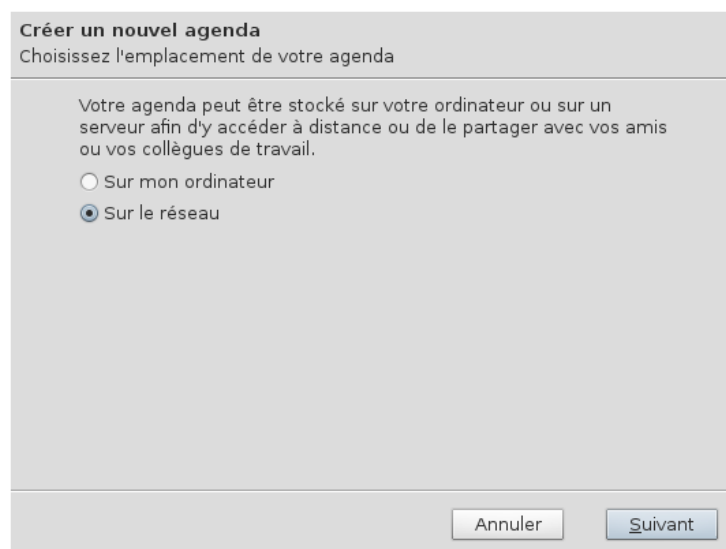 Créer un nouvel agenda
Choisissez l'emplacement de votre agenda
Votre agenda peut être stocké sur votre ordinateur ou sur un
serveur afin d'y accéder à distance ou de le partager avec vos amis
ou vos collègues de travail.
Sur mon ordinateur
Sur le réseau
Annuler
Suivant